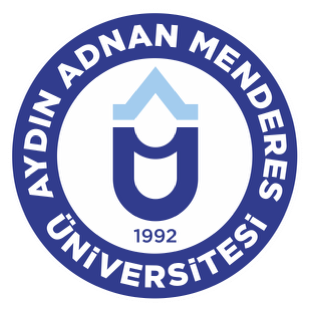 AYDIN ADNAN MENDERES
ÜNİVERSİTESİ
1992